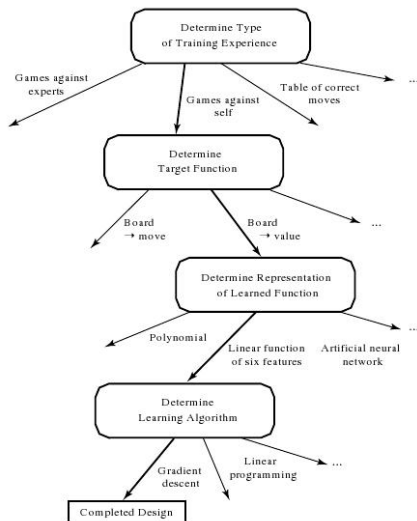 Determine Type
of Training Experience
Games against
experts
Games against
self
Table of correct
moves
...
Determine
Target Function
Board
→ move
Board
→ value
...
Determine Representation
of Learned Function
Polynomial
Linear function
of six features
Artificial neural
network
...
Determine
Learning Algorithm
Gradient
descent
Linear
programming
...
Completed Design